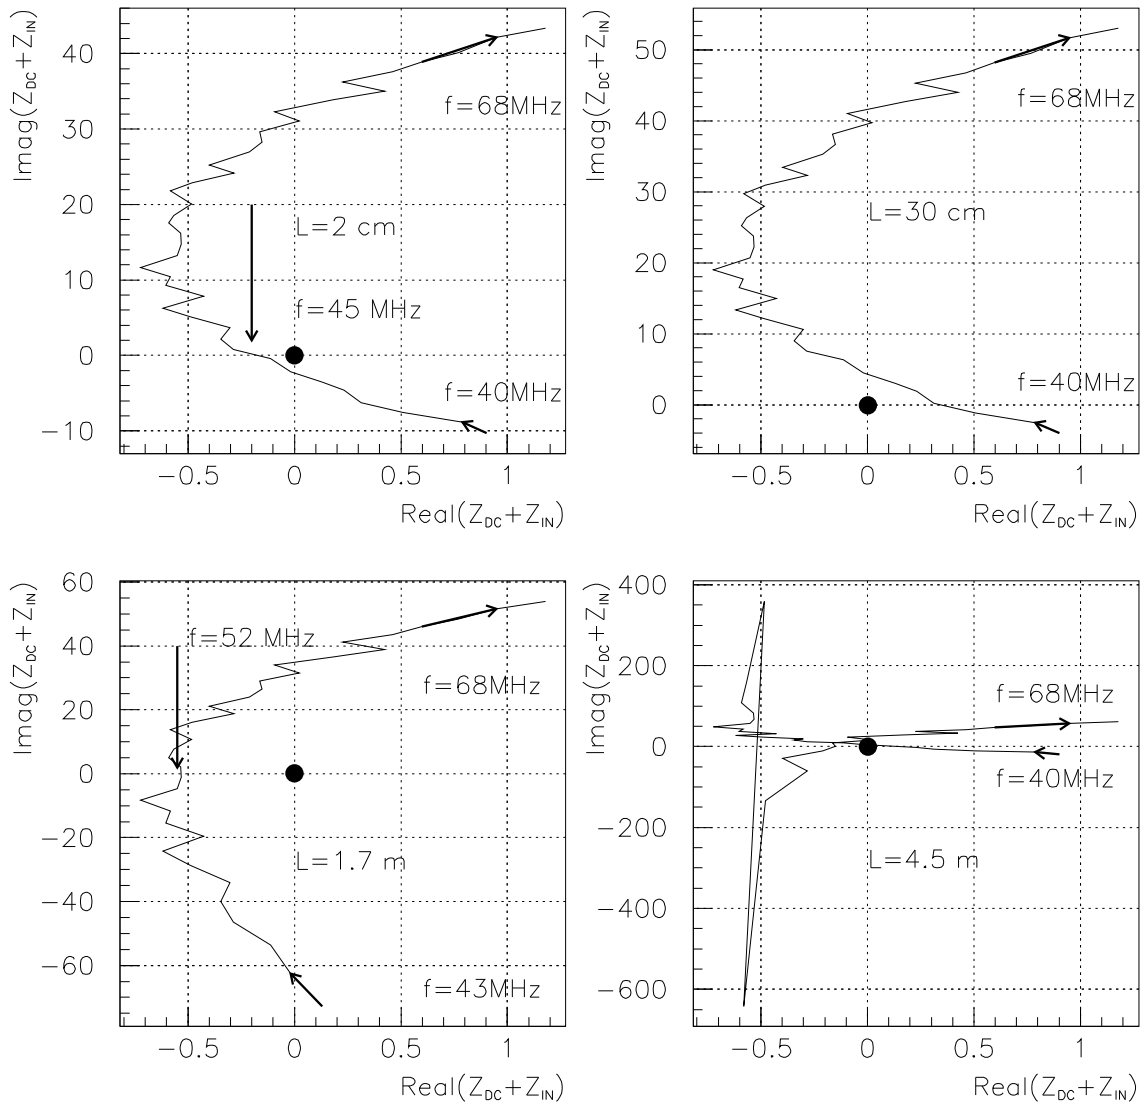 Imag(Z_DC+Z_IN)
40
30
20
10
0
−10
f=68MHz
L=2 cm
f=45 MHz
f=40MHz
−0.5 0 0.5 1
Real(Z_DC+Z_IN)
Imag(Z_DC+Z_IN)
50
40
30
20
10
0
f=68MHz
L=30 cm
f=40MHz
−0.5 0 0.5 1
Real(Z_DC+Z_IN)
Imag(Z_DC+Z_IN)
60
40
20
0
−20
−40
−60
f=52 MHz
f=68MHz
L=1.7 m
f=43MHz
−0.5 0 0.5 1
Real(Z_DC+Z_IN)
Imag(Z_DC+Z_IN)
400
200
0
−200
−400
−600
f=68MHz
f=40MHz
L=4.5 m
−0.5 0 0.5 1
Real(Z_DC+Z_IN)